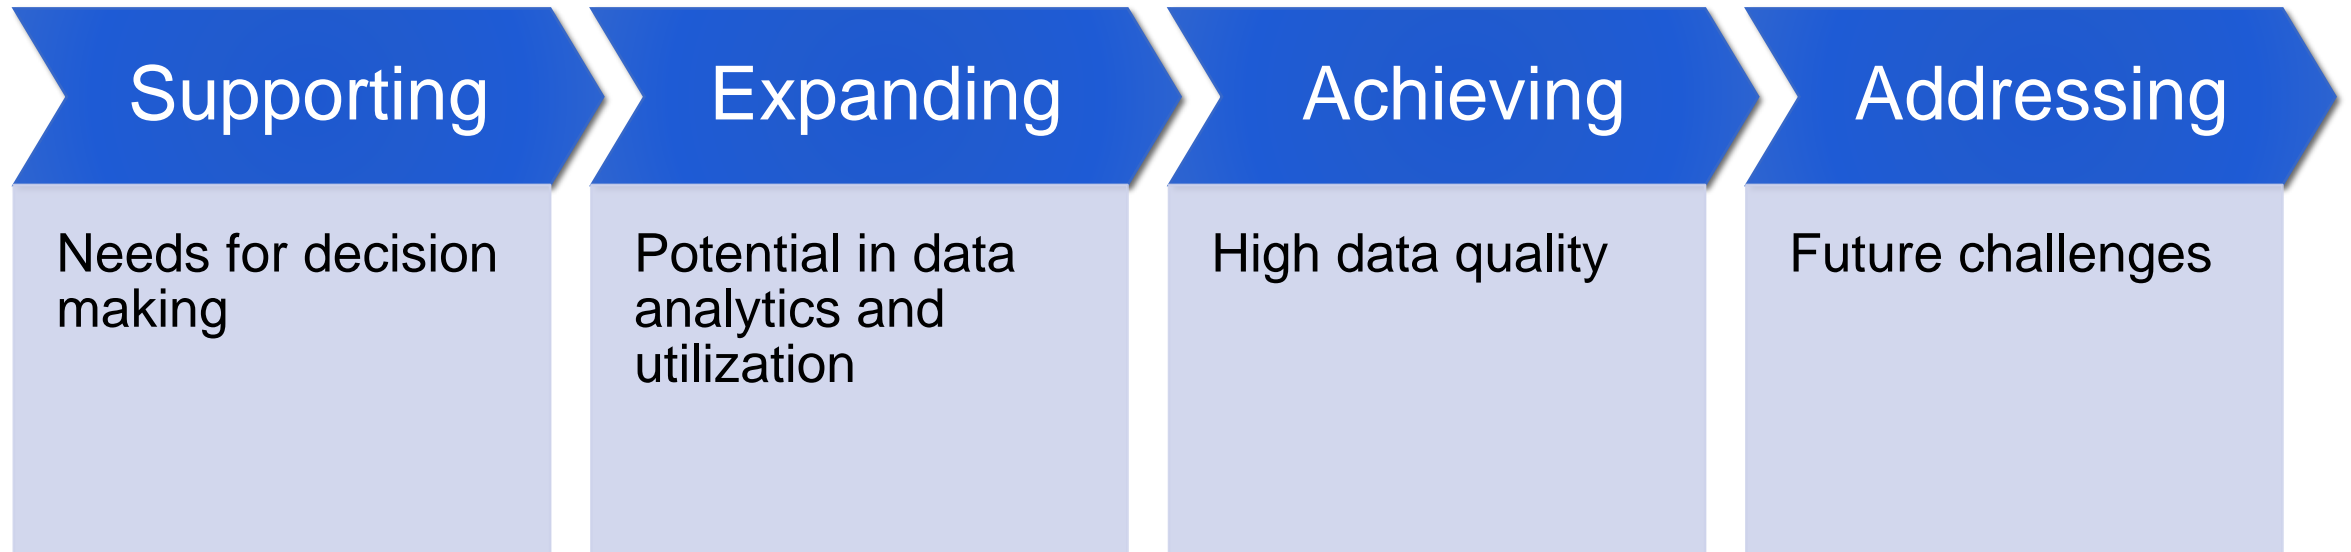 Supporting
Needs for decision
making
Expanding
Potential in data
analytics and
utilization
Achieving
High data quality
Addressing
Future challenges